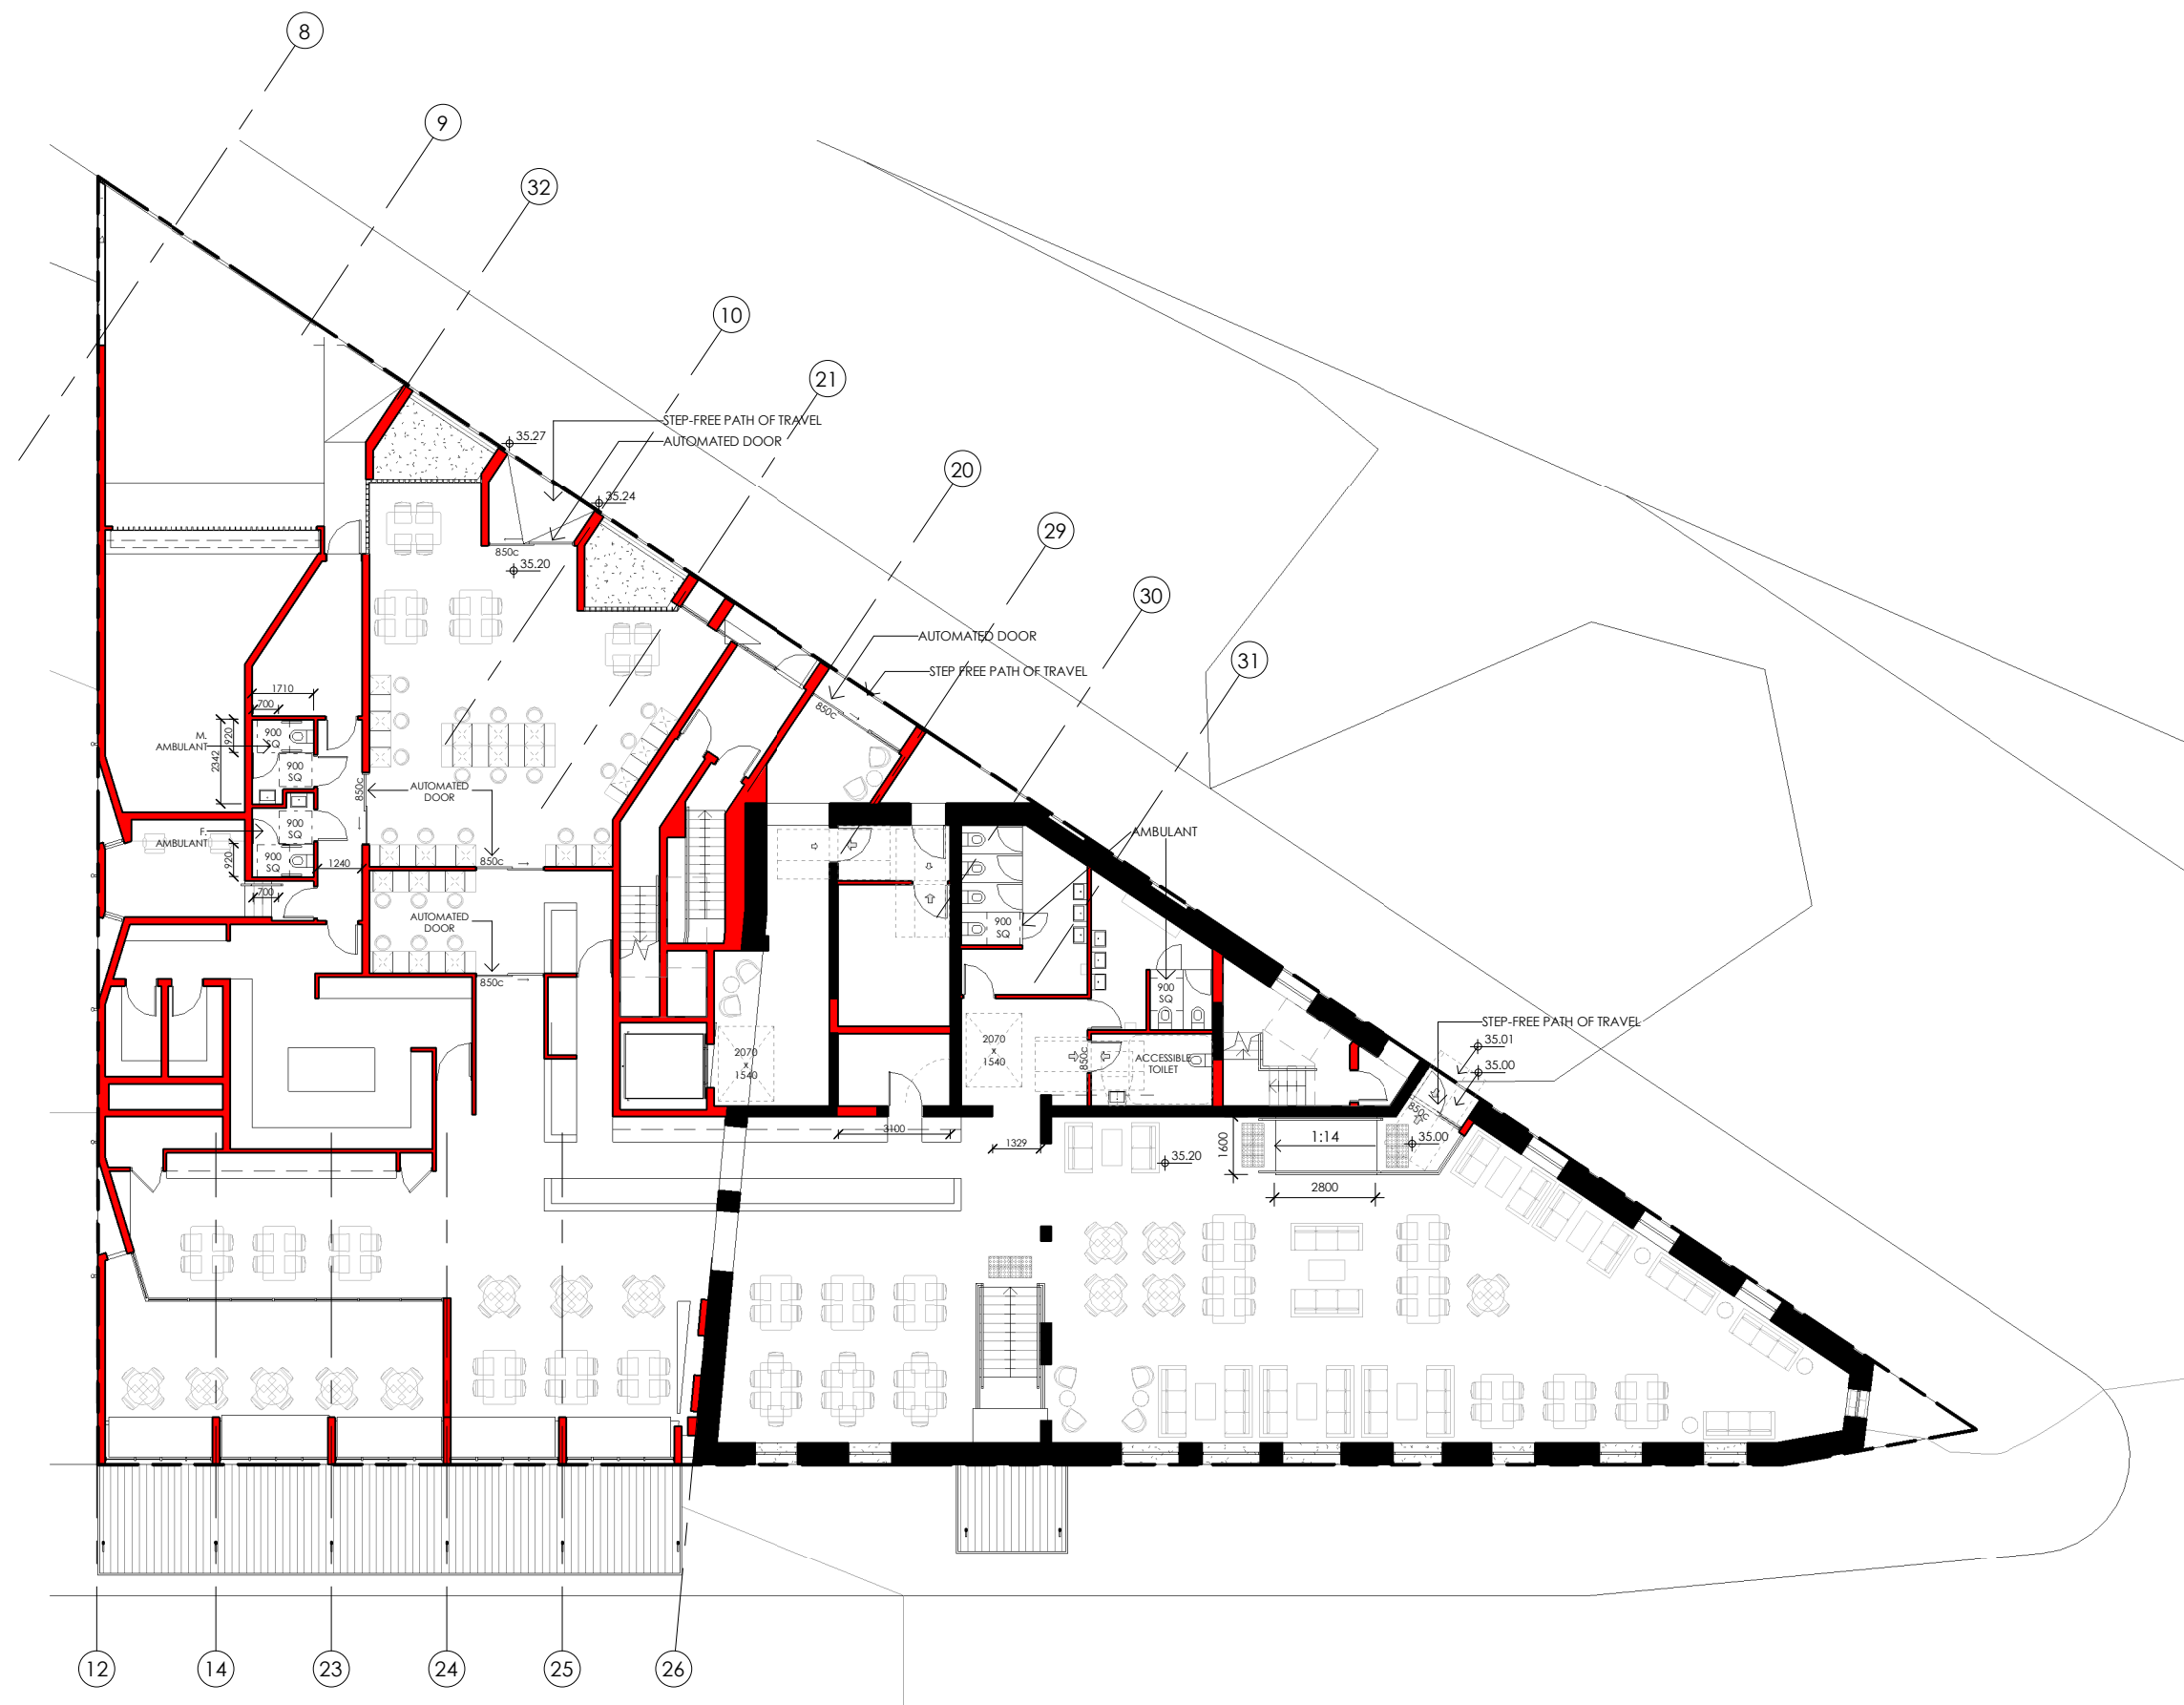 8
9
32
10
21
STEP-FREE PATH OF TRAVEL
35.27
AUTOMATED DOOR
20
35.24
29
850c
35.20
30
AUTOMATED DOOR
31
STEP FREE PATH OF TRAVEL
1710
700
850c
M.
AMBULANT
920
900
SQ
2342
900
SQ
850c
AUTOMATED
DOOR
F.
AMBULANT
900
SQ
AMBULANT
920
900
SQ
1240
850c
700
AUTOMATED
DOOR
900
SQ
850c
900
SQ
STEP-FREE PATH OF TRAVEL
35.01
2070
x
1540
2070
x
1540
850c
ACCESSIBLE
TOILET
35.00
850c
3100
1329
1600
1:14
35.00
35.20
2800
12
14
23
24
25
26